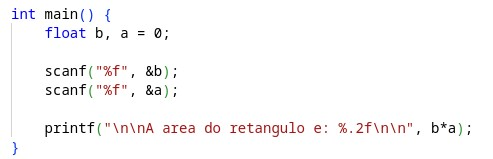 int main() {
    float b, a = 0;

    scanf("%f", &b);
    scanf("%f", &a);

    printf("\n\nA area do retangulo e: %.2f\n\n", b*a);
}